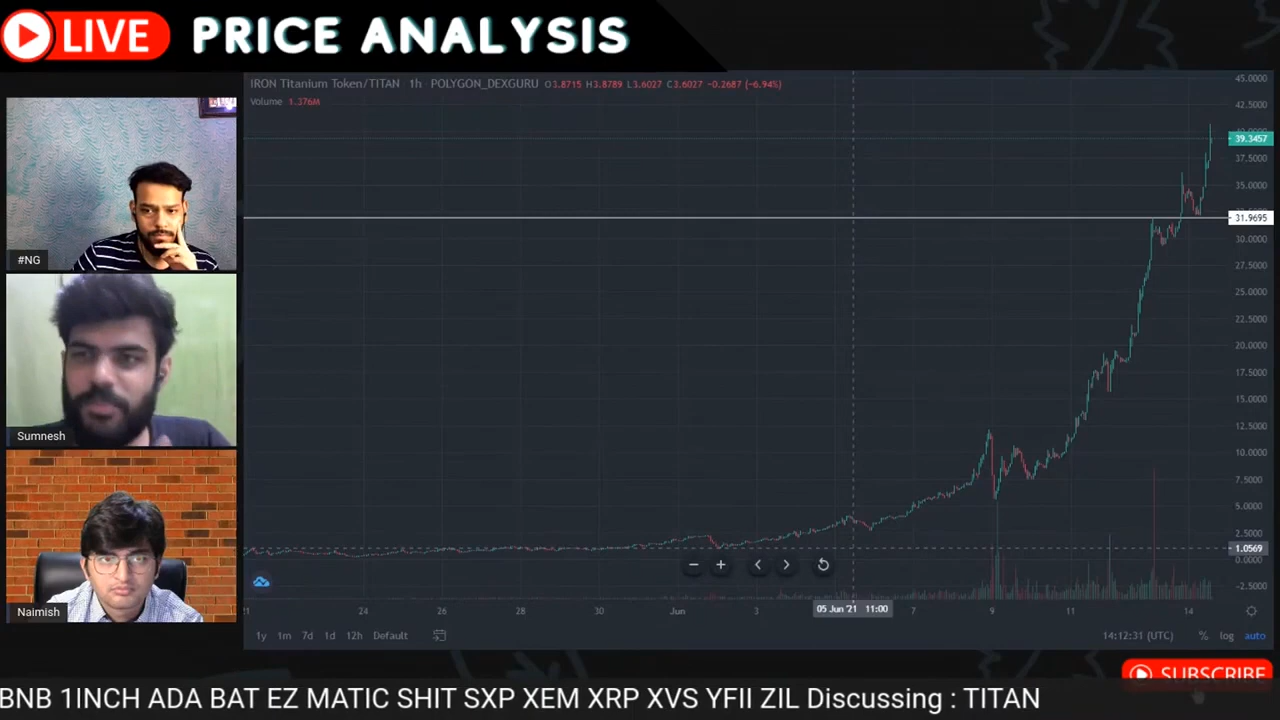 LIVE PRICE ANALYSIS
IRON Titanium Token/TITAN 1h POLYGON_DEXGURU O1.8715 H3.8789 L3.6027 C3.6027 -0.2687 (-6.94%)
Volume 1.376M
45.0000
42.5000
39.3457
37.5000
35.0000
31.9695
30.0000
27.5000
25.0000
22.5000
20.0000
17.5000
15.0000
12.5000
10.0000
7.5000
5.0000
2.5000
1.0569
0.0000
-2.5000
#NG
Sumnesh
Naimish
24 26 28 30 Jun 3 05 Jun '21 11:00 7 9 11 14
1y 1m 7d 1d 12h Default 14:12:31 (UTC) % log auto
SUBSCRIBE
BNB 1INCH ADA BAT EZ MATIC SHIT SXP XEM XRP XVS YFII ZIL Discussing : TITAN